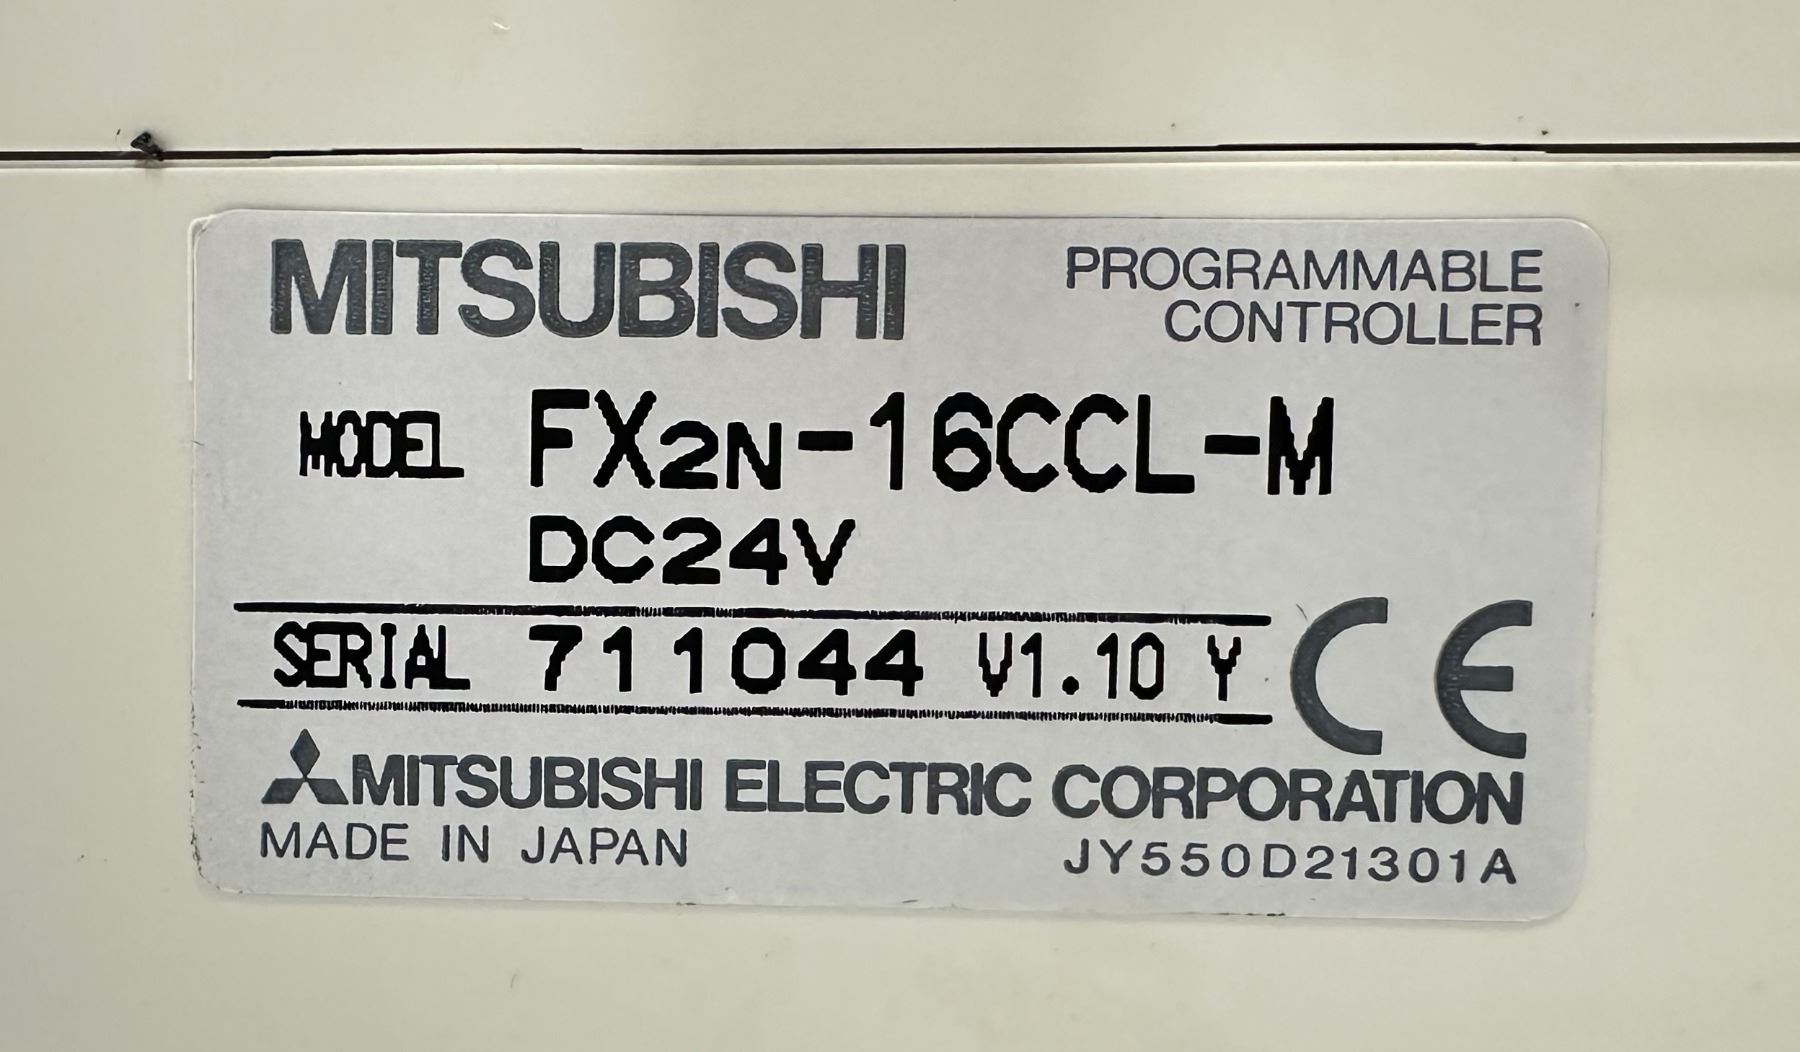 MITSUBISHI
PROGRAMMABLE
CONTROLLER
MODEL FX2N-16CCL-M
DC24V
SERIAL 711044 V1.10 Y
CE
MITSUBISHI ELECTRIC CORPORATION
MADE IN JAPAN
JY550D21301A